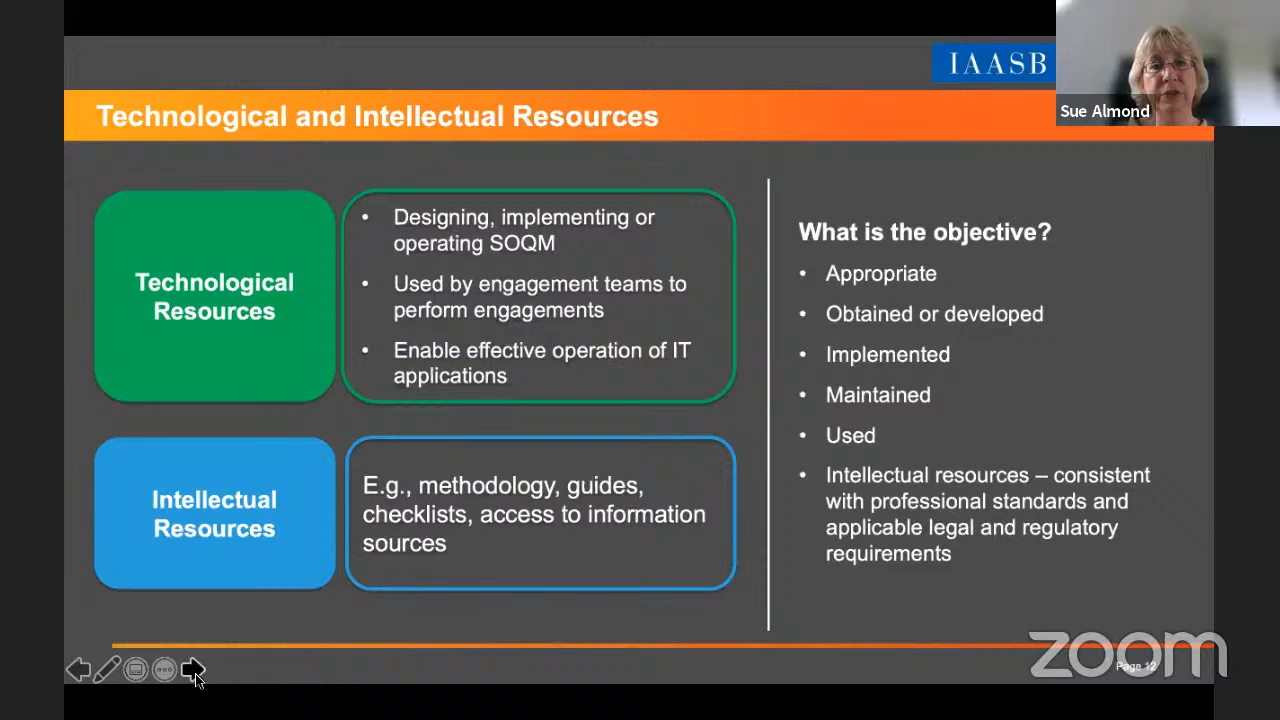 IAASB
Sue Almond
Technological and Intellectual Resources
Technological
Resources
• Designing, implementing or
operating SOQM
• Used by engagement teams to
perform engagements
• Enable effective operation of IT
applications
Intellectual
Resources
E.g., methodology, guides,
checklists, access to information
sources
What is the objective?
• Appropriate
• Obtained or developed
• Implemented
• Maintained
• Used
• Intellectual resources – consistent
with professional standards and
applicable legal and regulatory
requirements
Page 12
zoom